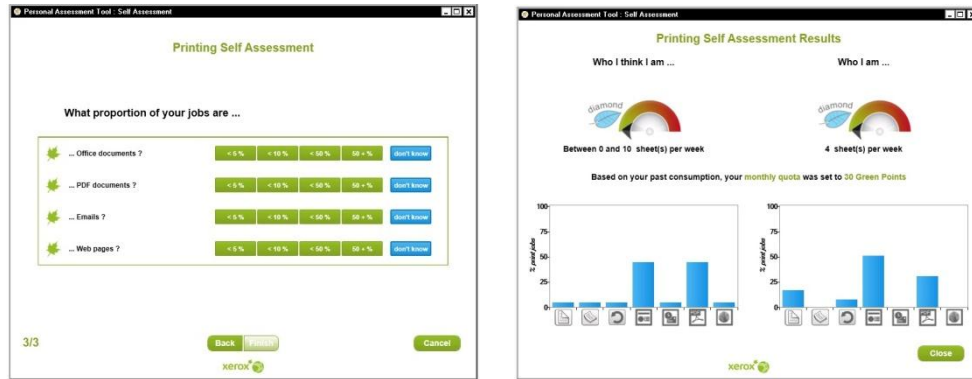 Personal Assessment Tool : Self Assessment
Printing Self Assessment
What proportion of your jobs are ...
... Office documents ? < 5 % < 10 % < 50 % 50 + % don't know
... PDF documents ? < 5 % < 10 % < 50 % 50 + % don't know
... Emails ? < 5 % < 10 % < 50 % 50 + % don't know
... Web pages ? < 5 % < 10 % < 50 % 50 + % don't know
3/3 Back Finish Cancel
xerox
Personal Assessment Tool : Self Assessment
Printing Self Assessment Results
Who I think I am ... Who I am ...
diamond diamond
Between 0 and 10 sheet(s) per week 4 sheet(s) per week
Based on your past consumption, your monthly quota was set to 30 Green Points
100 100
75 75
% print jobs % print jobs
50 50
25 25
0 0
Close
xerox